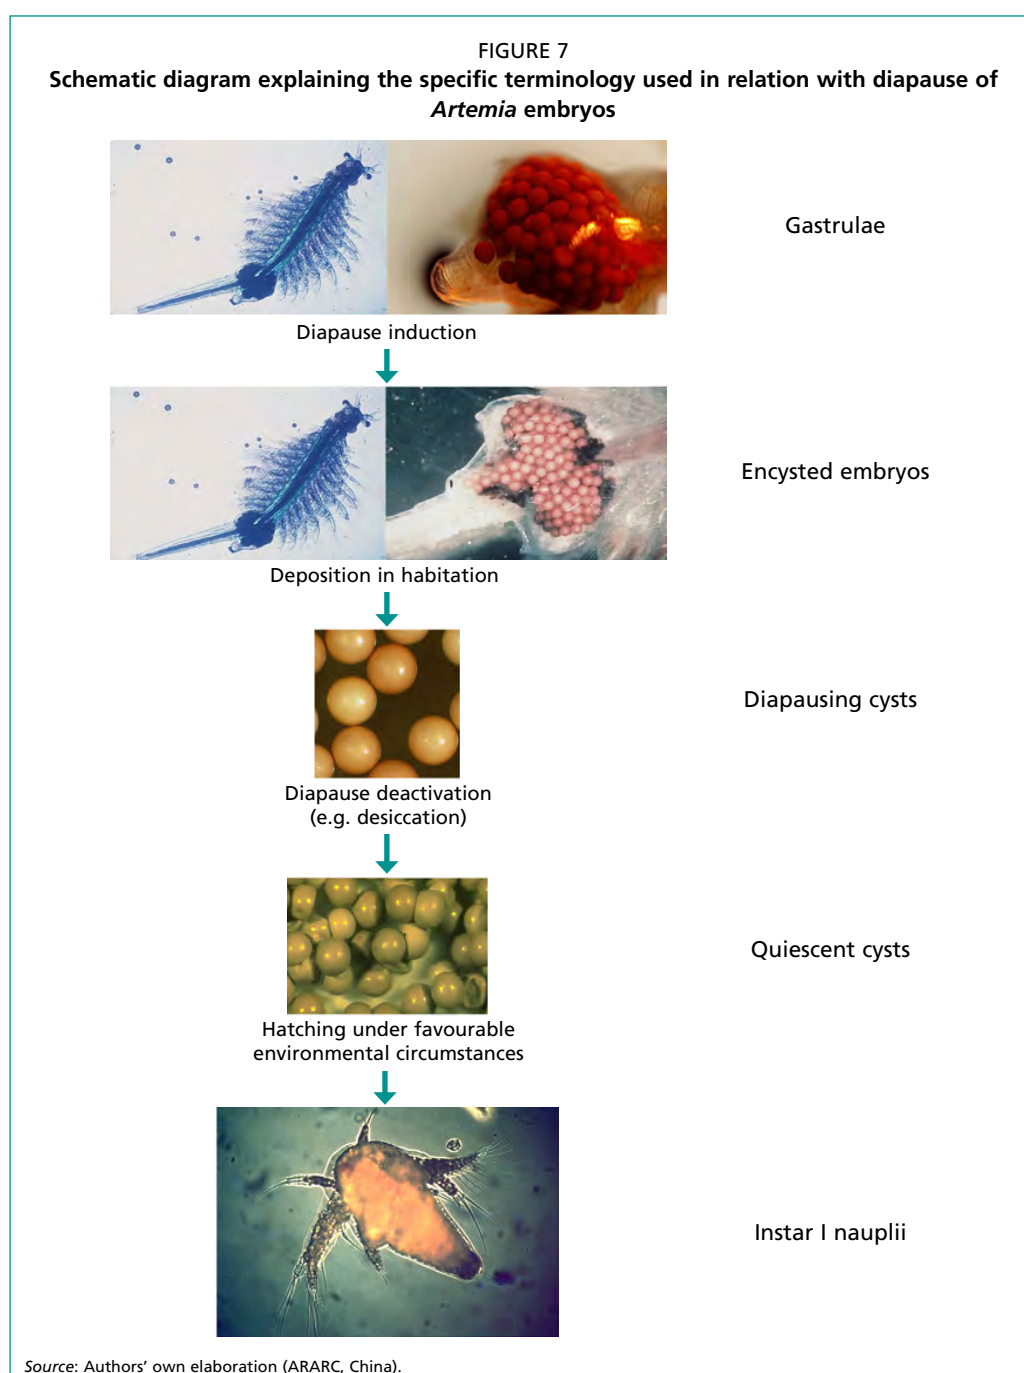 FIGURE 7
Schematic diagram explaining the specific terminology used in relation with diapause of
Artemia embryos
Gastrulae
Diapause induction
Encysted embryos
Deposition in habitation
Diapausing cysts
Diapause deactivation
(e.g. desiccation)
Quiescent cysts
Hatching under favourable
environmental circumstances
Instar I nauplii
Source: Authors’ own elaboration (ARARC, China).